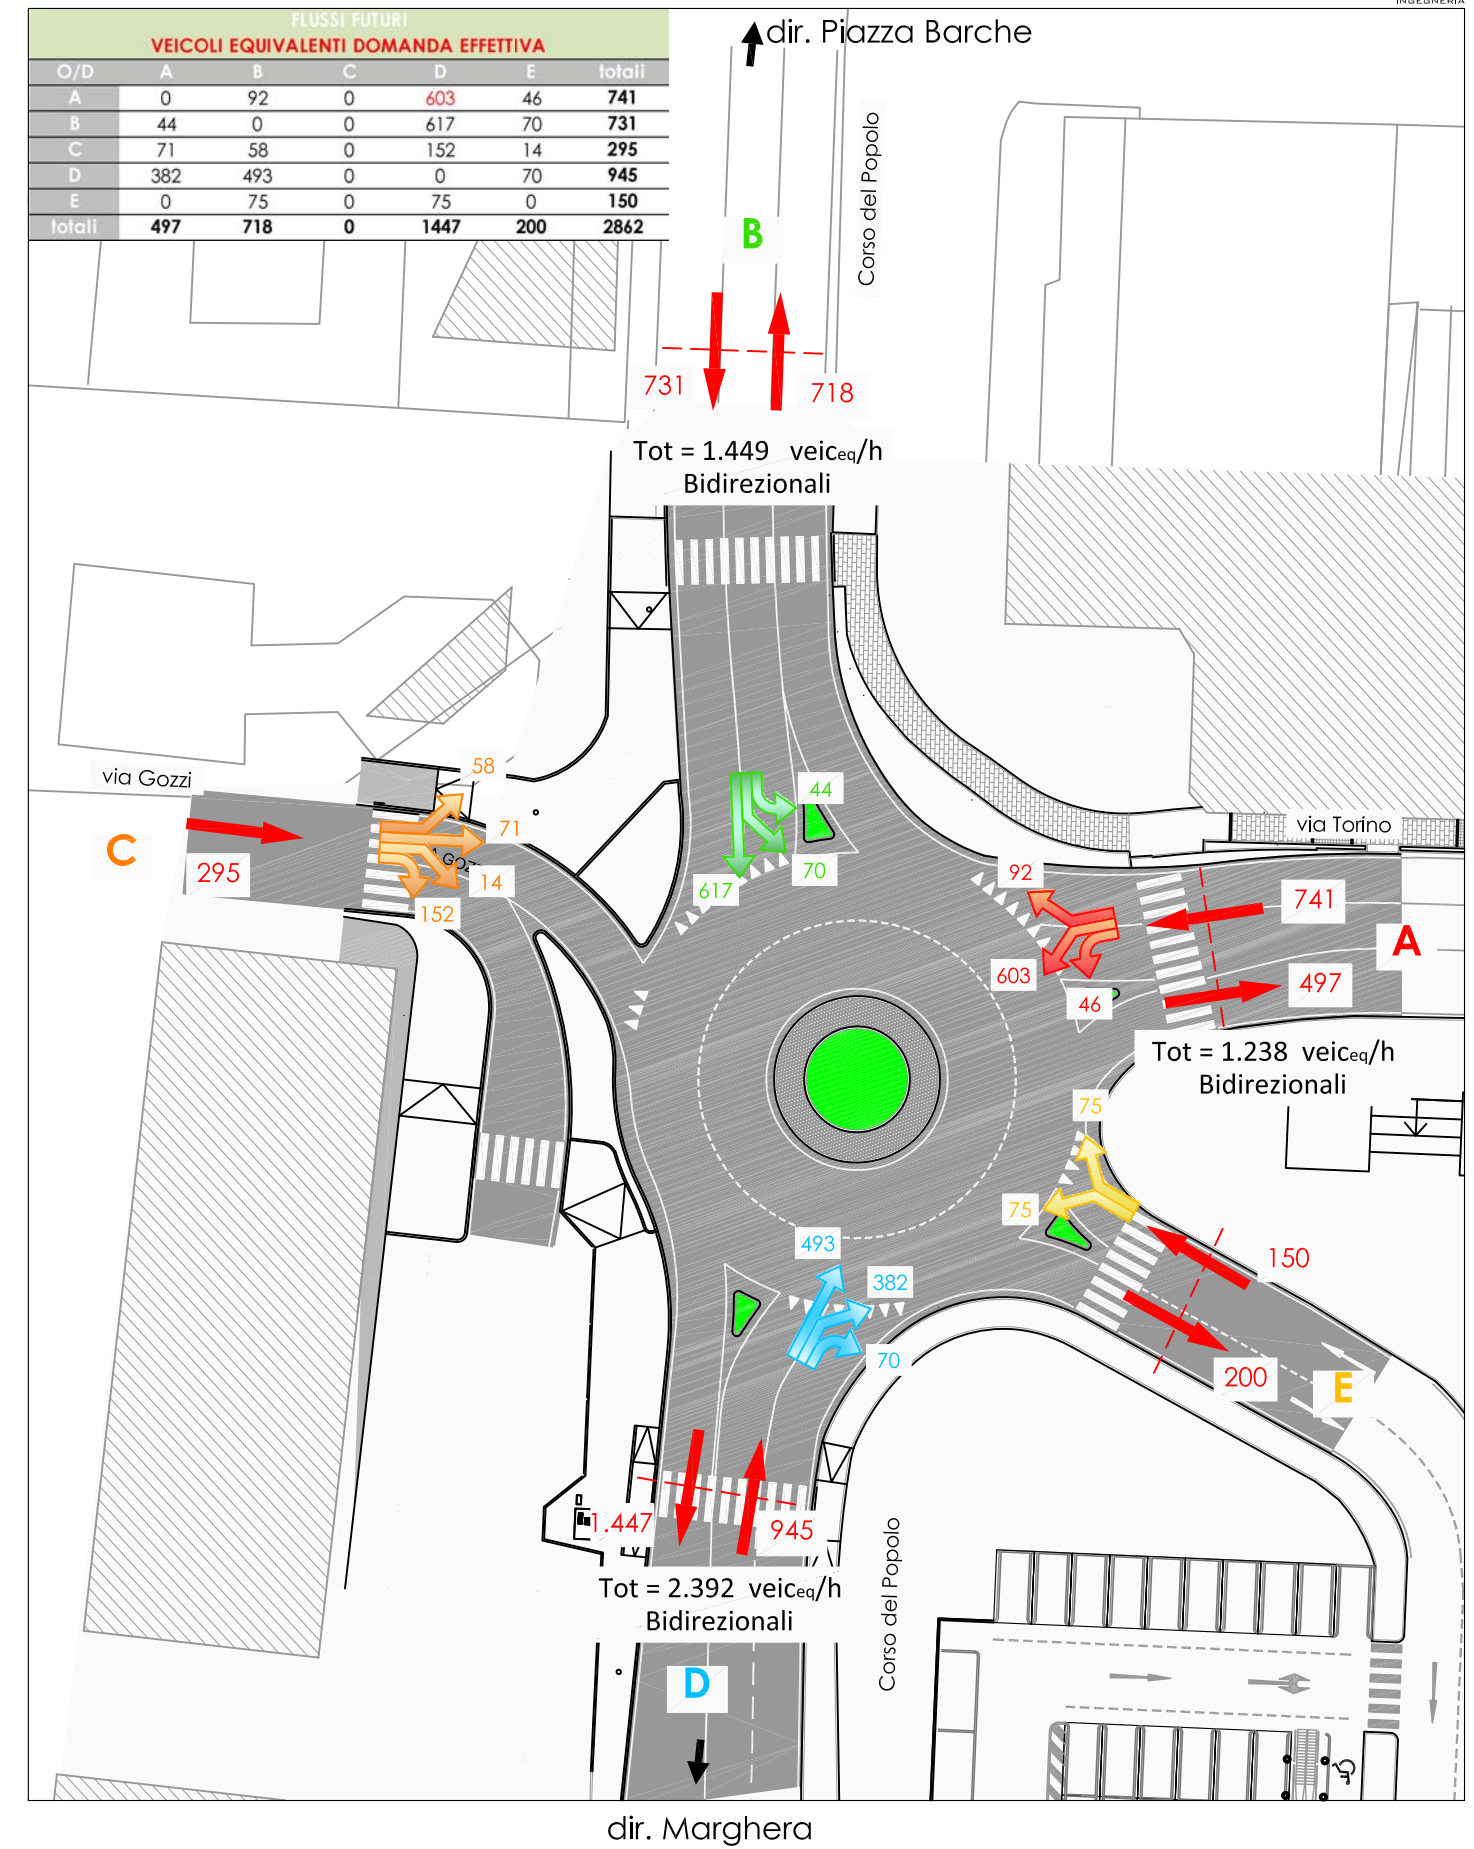 INGEGNERIA
FLUSSI FUTURI
VEICOLI EQUIVALENTI DOMANDA EFFETTIVA
O/D A B C D E totali
A 0 92 0 603 46 741
B 44 0 0 617 70 731
C 71 58 0 152 14 295
D 382 493 0 0 70 945
E 0 75 0 75 0 150
totali 497 718 0 1447 200 2862
dir. Piazza Barche
Corso del Popolo
B
731
718
Tot = 1.449 veiceq/h
Bidirezionali
via Gozzi
C
295
58
71
14
152
44
70
617
via Torino
92
741
A
603
46
497
Tot = 1.238 veiceq/h
Bidirezionali
75
75
150
200
E
493
382
70
1.447
945
Tot = 2.392 veiceq/h
Bidirezionali
Corso del Popolo
D
dir. Marghera